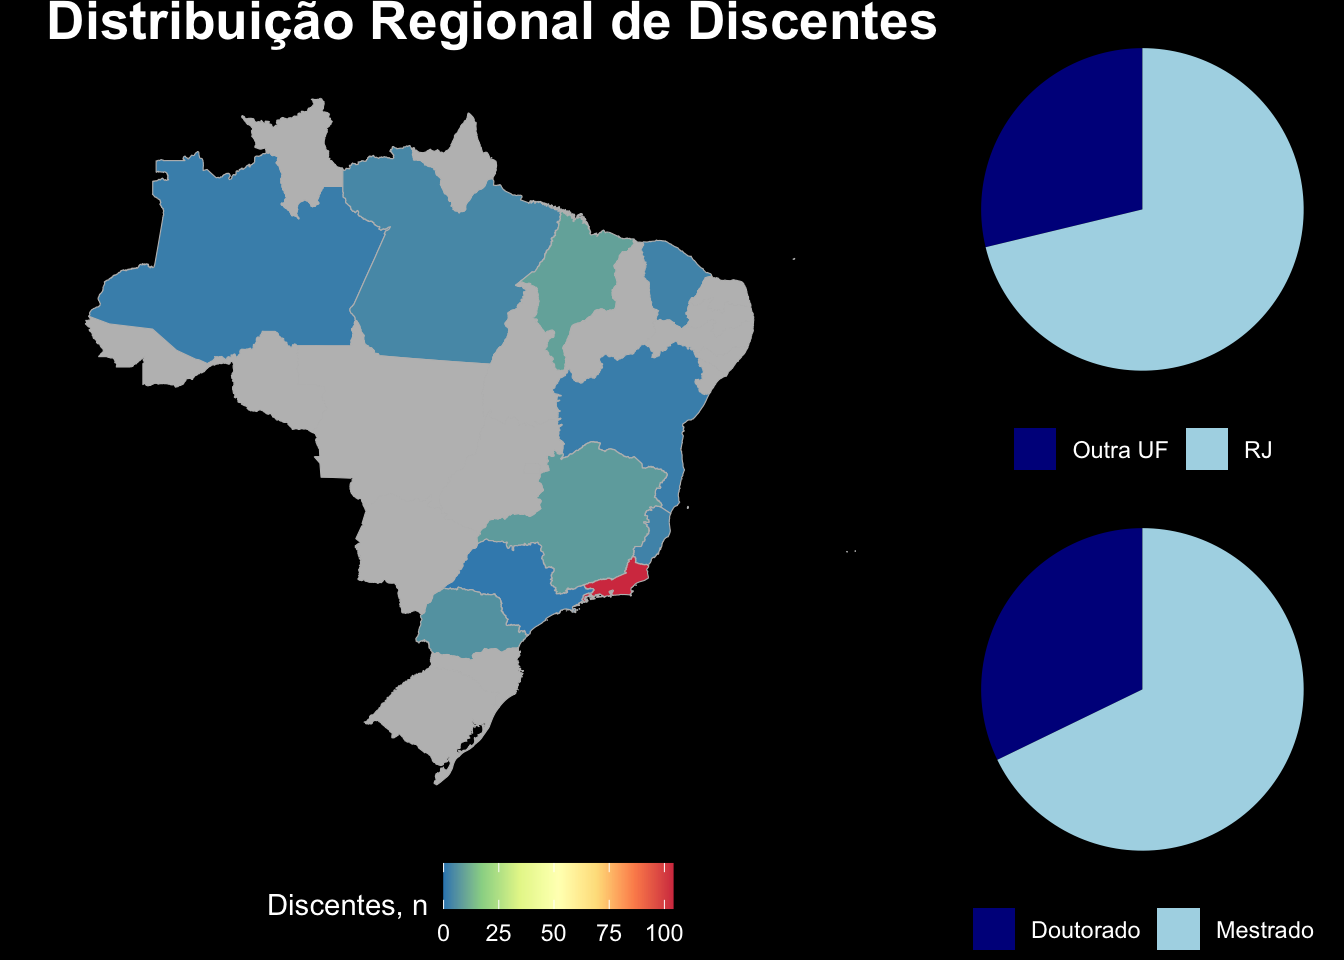 Distribuição Regional de Discentes
Outra UF
RJ
Discentes, n
0 25 50 75 100
Doutorado
Mestrado